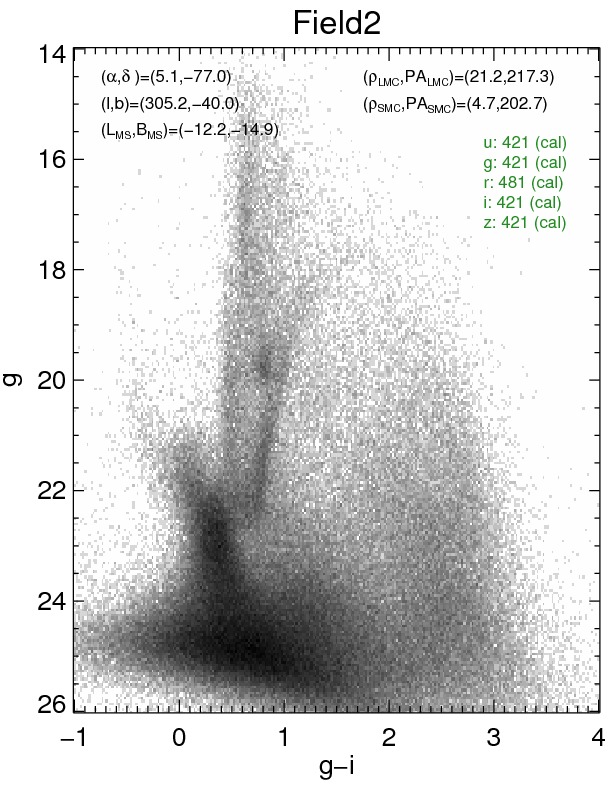 Field2
(α,δ )=(5.1,−77.0)
(ρLMC,PALMC)=(21.2,217.3)
(l,b)=(305.2,−40.0)
(ρSMC,PASMC)=(4.7,202.7)
(LMS,BMS)=(−12.2,−14.9)
u: 421 (cal)
g: 421 (cal)
r: 481 (cal)
i: 421 (cal)
z: 421 (cal)
14
16
18
20
22
24
26
g
−1 0 1 2 3 4
g−i